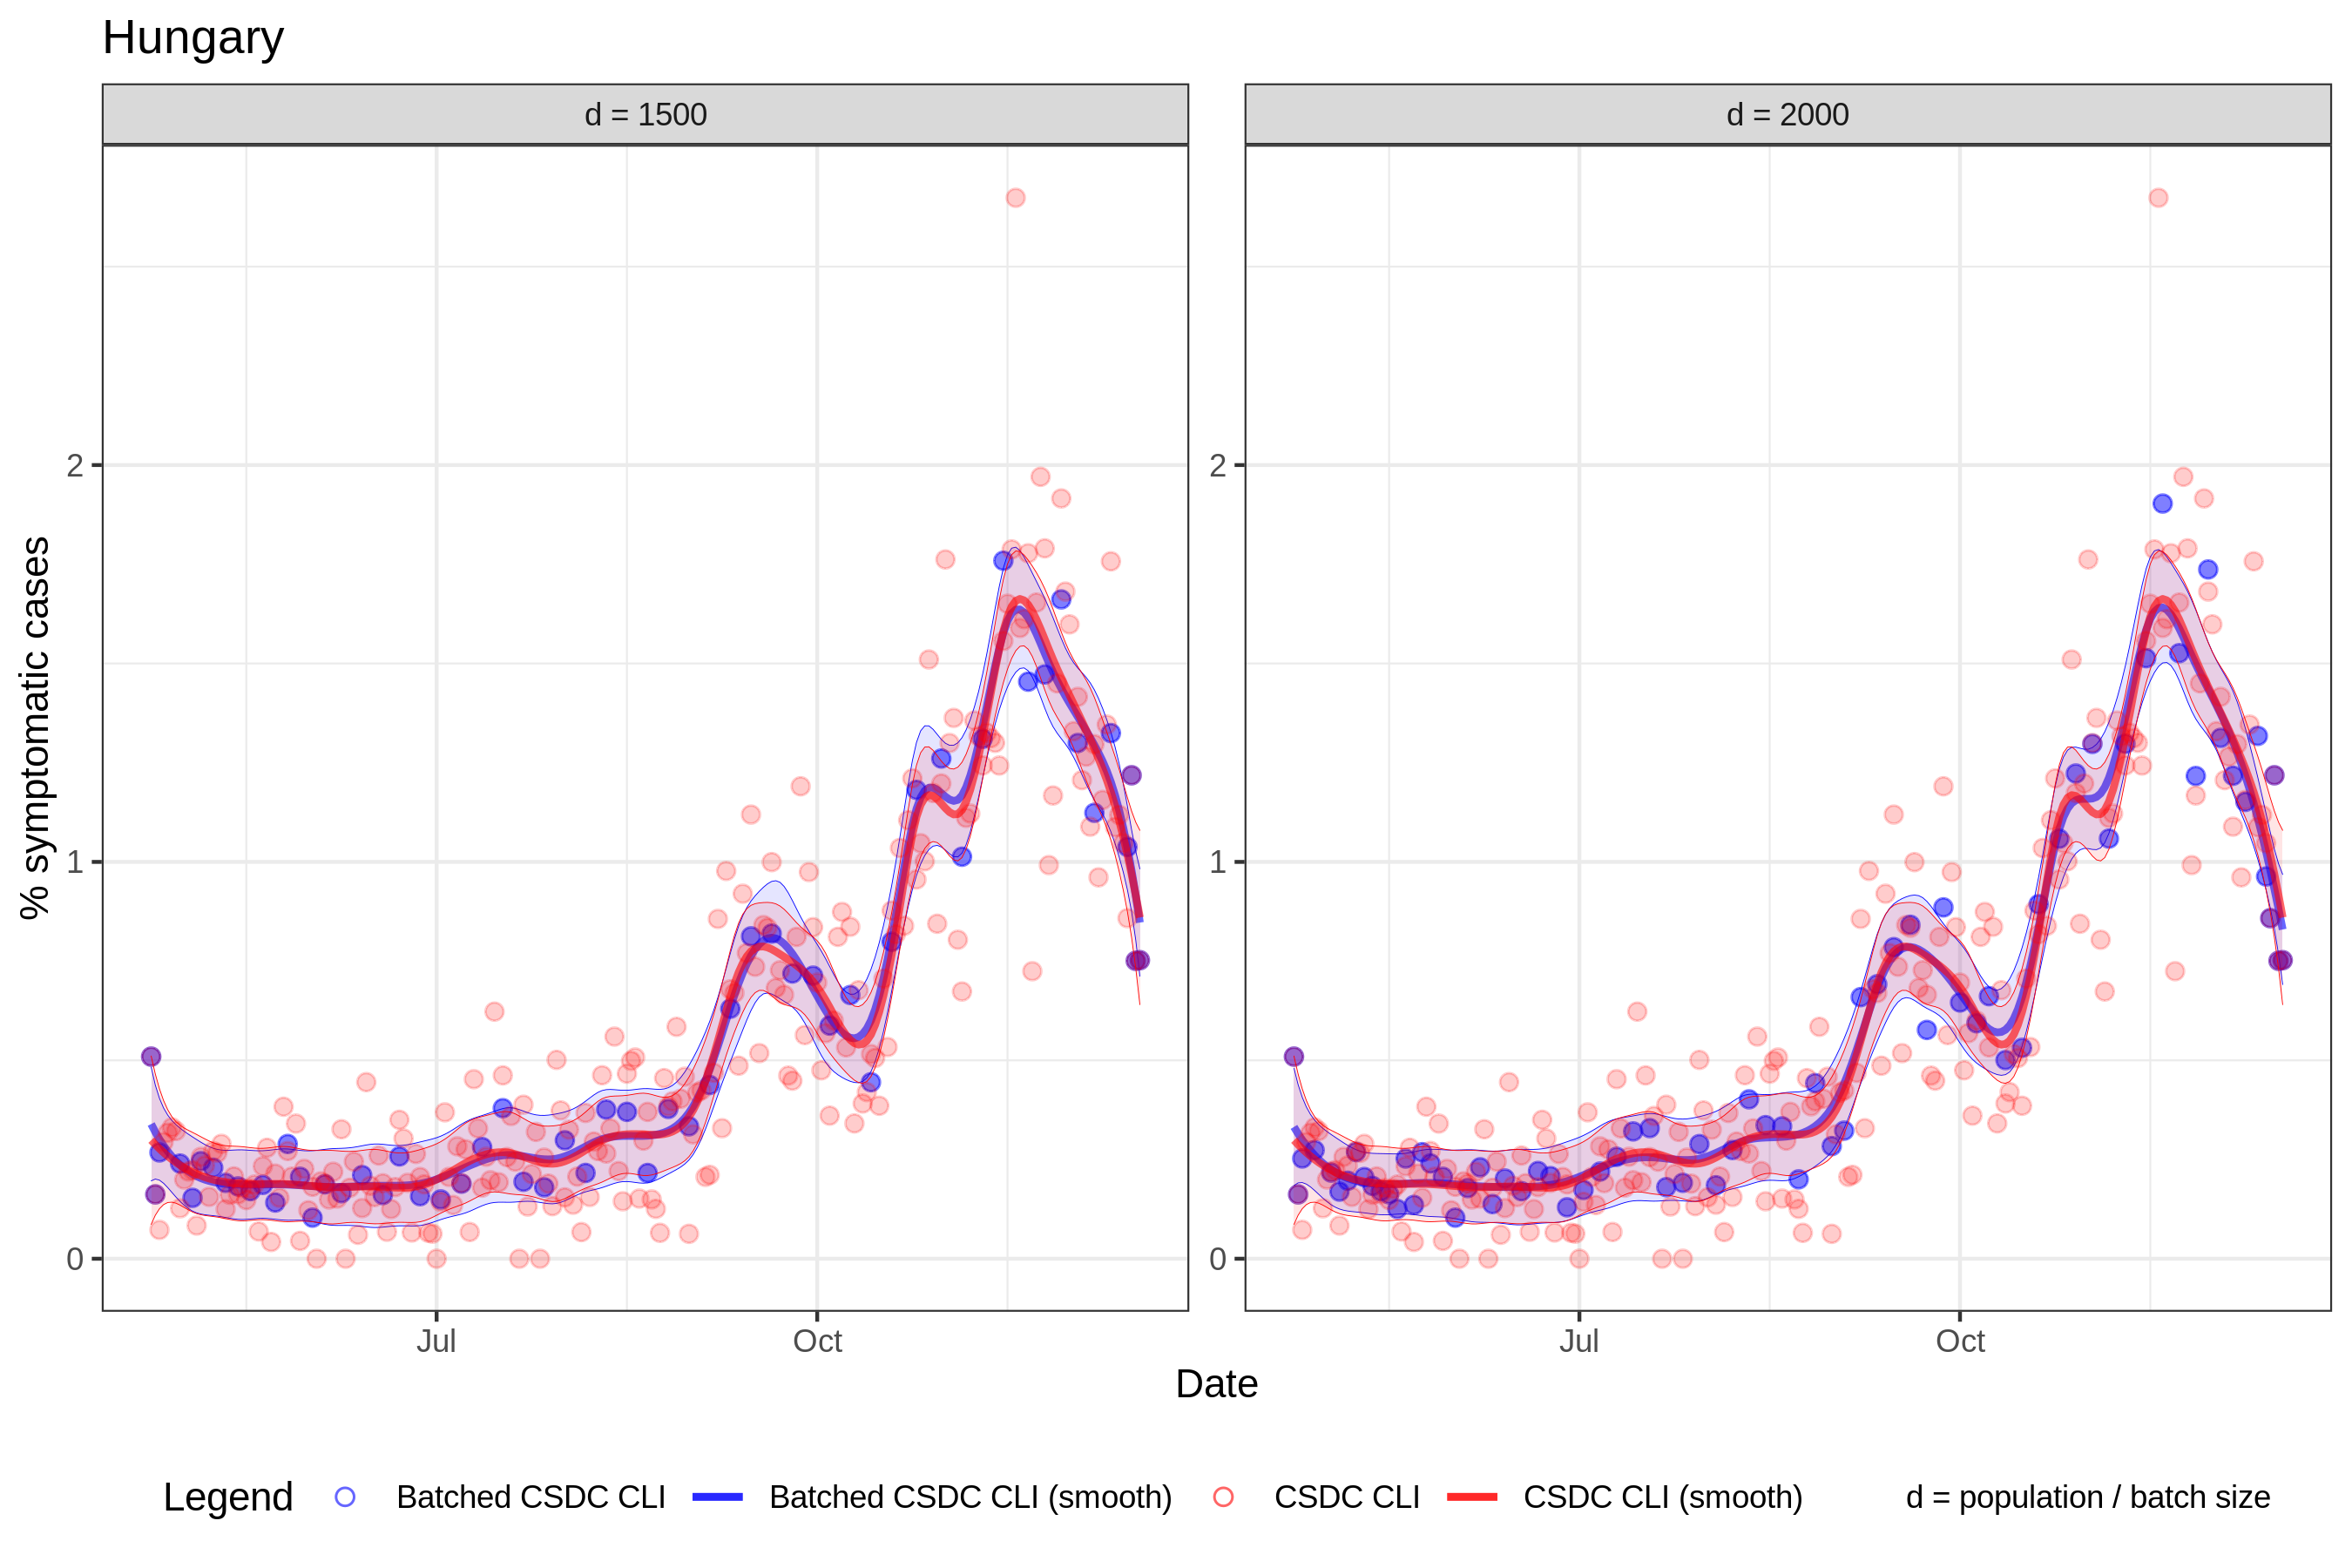 Hungary
d = 1500
d = 2000
% symptomatic cases
2
1
0
2
1
0
Jul
Oct
Jul
Oct
Date
Legend
Batched CSDC CLI
Batched CSDC CLI (smooth)
CSDC CLI
CSDC CLI (smooth)
d = population / batch size